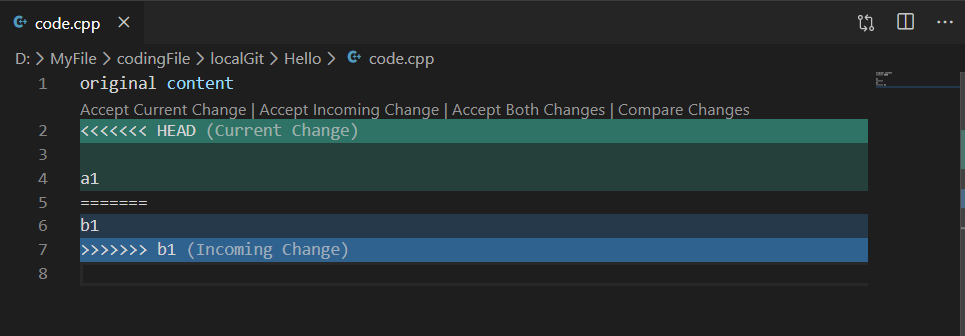 code.cpp
D: > MyFile > codingFile > localGit > Hello > code.cpp
1 original content
Accept Current Change | Accept Incoming Change | Accept Both Changes | Compare Changes
2 <<<<<<< HEAD (Current Change)
3
4 a1
5 =======
6 b1
7 >>>>>>> b1 (Incoming Change)
8